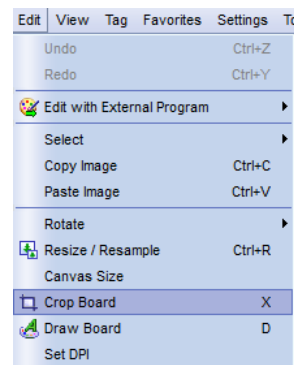 Edit View Tag Favorites Settings
Undo Ctrl+Z
Redo Ctrl+Y
Edit with External Program
Select
Copy Image Ctrl+C
Paste Image Ctrl+V
Rotate
Resize / Resample Ctrl+R
Canvas Size
Crop Board X
Draw Board D
Set DPI